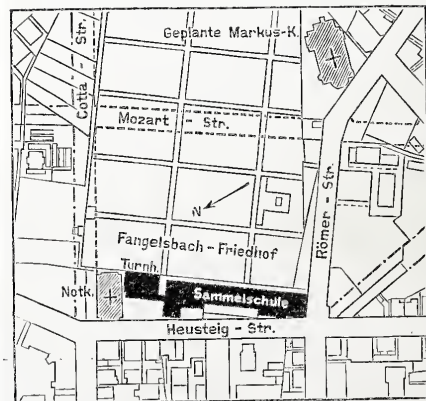 Geplante Markus-K.
Cotta - Str.
Mozart - Str.
N
Römer - Str.
Fangelsbach - Friedhof
Turnh.
Notk.
Sammelschule
Heusteig - Str.